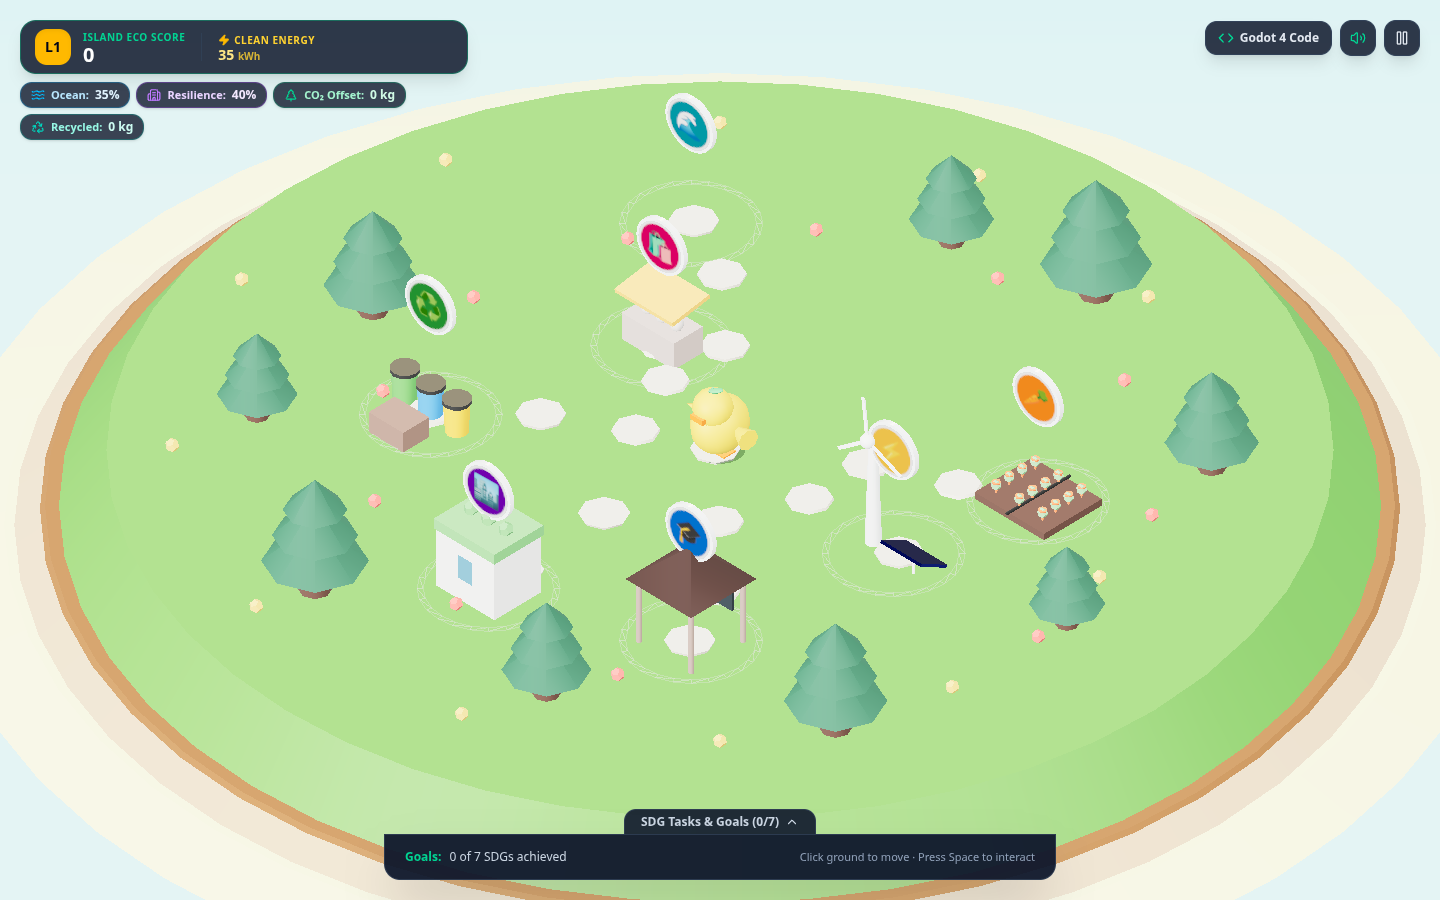 L1
ISLAND ECO SCORE
0
CLEAN ENERGY
35 kWh
Godot 4 Code
Ocean: 35%
Resilience: 40%
CO₂ Offset: 0 kg
Recycled: 0 kg
SDG Tasks & Goals (0/7)
Goals: 0 of 7 SDGs achieved
Click ground to move · Press Space to interact